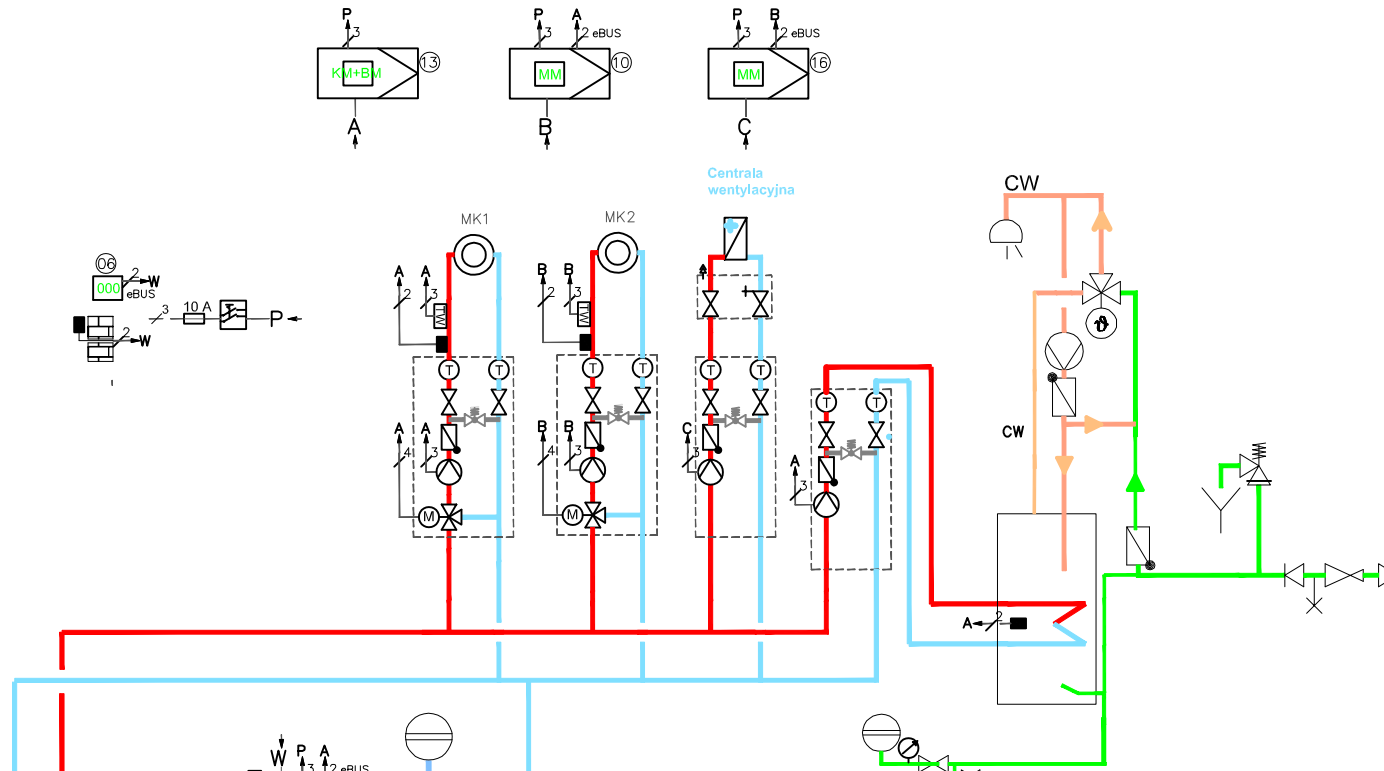 P
3
P
3
A
2 eBUS
P
3
B
2 eBUS
KM+BM
13
MM
10
MM
16
A
B
C
Centrala
wentylacyjna
CW
MK1
MK2
06
2
W
000
eBUS
3
10 A
P
2
W
A
A
2
3
B
B
2
3
A
ϑ
T
T
T
T
T
T
T
T
A
A
4
3
B
B
4
3
C
3
A
3
CW
M
M
A
2
W
P
A
3
2 eBUS